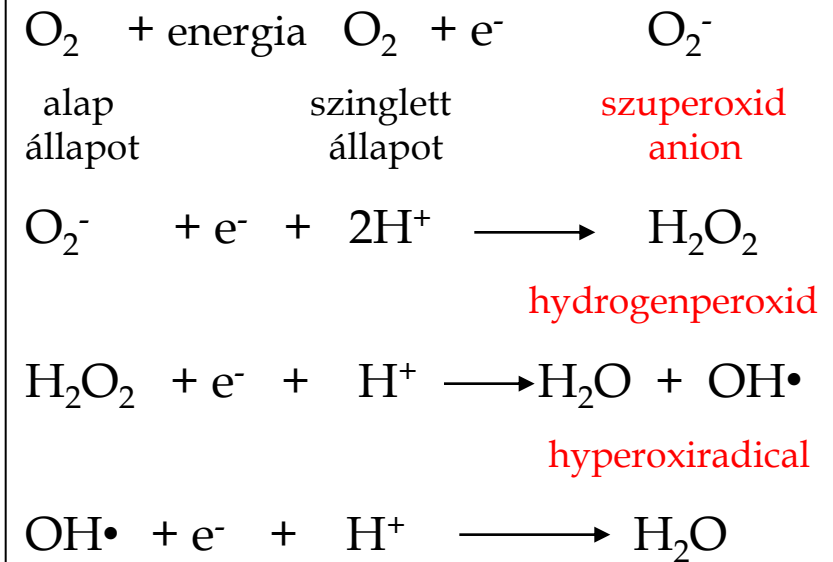 O₂ + energia O₂ + e⁻ O₂⁻
alap szinglett szuperoxid
állapot állapot anion
O₂⁻ + e⁻ + 2H⁺ ⟶ H₂O₂
hydrogenperoxid
H₂O₂ + e⁻ + H⁺ ⟶ H₂O + OH•
hyperoxiradical
OH• + e⁻ + H⁺ ⟶ H₂O